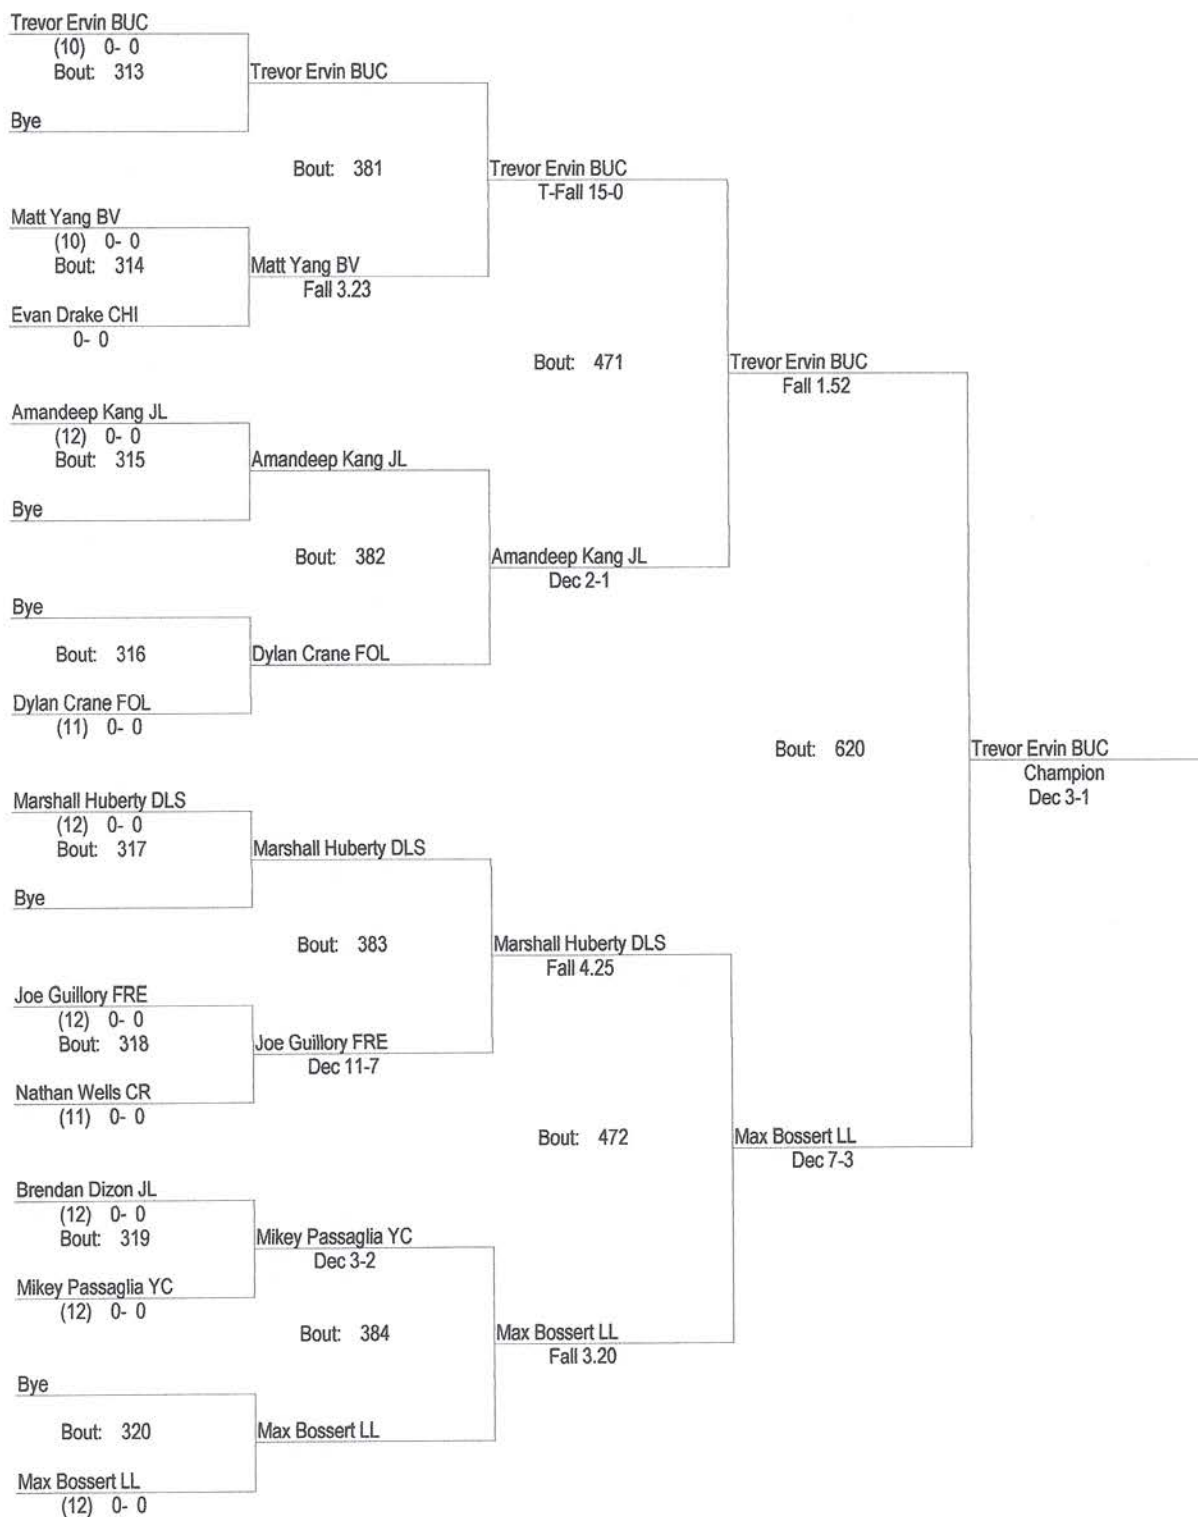 Trevor Ervin BUC
(10) 0- 0
Bout: 313
Trevor Ervin BUC
Bye
Bout: 381
Trevor Ervin BUC
T-Fall 15-0
Matt Yang BV
(10) 0- 0
Bout: 314
Matt Yang BV
Fall 3.23
Evan Drake CHI
0- 0
Bout: 471
Trevor Ervin BUC
Fall 1.52
Amandeep Kang JL
(12) 0- 0
Bout: 315
Amandeep Kang JL
Bye
Bout: 382
Amandeep Kang JL
Dec 2-1
Bye
Bout: 316
Dylan Crane FOL
Dylan Crane FOL
(11) 0- 0
Bout: 620
Trevor Ervin BUC
Champion
Dec 3-1
Marshall Huberty DLS
(12) 0- 0
Bout: 317
Marshall Huberty DLS
Bye
Bout: 383
Marshall Huberty DLS
Fall 4.25
Joe Guillory FRE
(12) 0- 0
Bout: 318
Joe Guillory FRE
Dec 11-7
Nathan Wells CR
(11) 0- 0
Bout: 472
Max Bossert LL
Dec 7-3
Brendan Dizon JL
(12) 0- 0
Bout: 319
Mikey Passaglia YC
Dec 3-2
Mikey Passaglia YC
(12) 0- 0
Bout: 384
Max Bossert LL
Fall 3.20
Bye
Bout: 320
Max Bossert LL
Max Bossert LL
(12) 0- 0